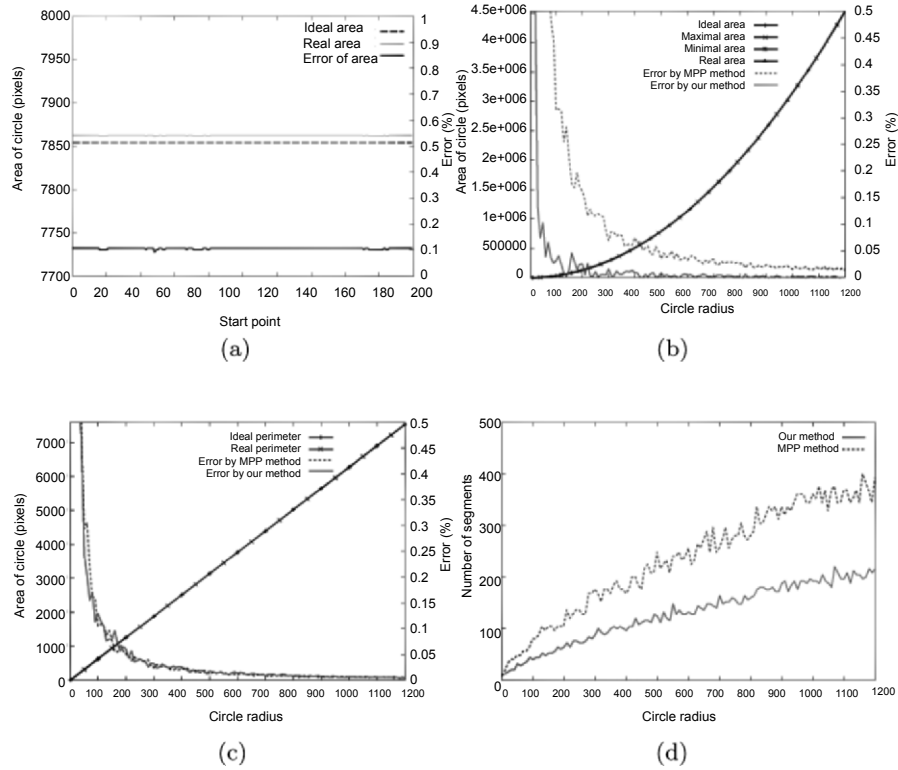 8000
7950
7900
7850
7800
7750
7700
Area of circle (pixels)
Ideal area
Real area
Error of area
1
0.9
0.8
0.7
0.6
0.5
0.4
0.3
0.2
0.1
0
Error (%)
0 20 40 60 80 100 120 140 160 180 200
Start point
(a)
4.5e+006
4e+006
3.5e+006
3e+006
2.5e+006
2e+006
1.5e+006
1e+006
500000
0
Area of circle (pixels)
Ideal area
Maximal area
Minimal area
Real area
Error by MPP method
Error by our method
0.5
0.4
0.3
0.2
0.1
0.05
0
Error (%)
0 100 200 300 400 500 600 700 800 900 1000 1100 1200
Circle radius
(b)
7000
6000
5000
4000
3000
2000
1000
0
Area of circle (pixels)
Ideal perimeter
Real perimeter
Error by MPP method
Error by our method
0.5
0.45
0.4
0.35
0.3
0.25
0.2
0.15
0.1
0.05
0
Error (%)
0 100 200 300 400 500 600 700 800 900 1000 1100 1200
Circle radius
(c)
500
400
300
200
100
0
Number of segments
Our method
MPP method
0 100 200 300 400 500 600 700 800 900 1000 1100 1200
Circle radius
(d)